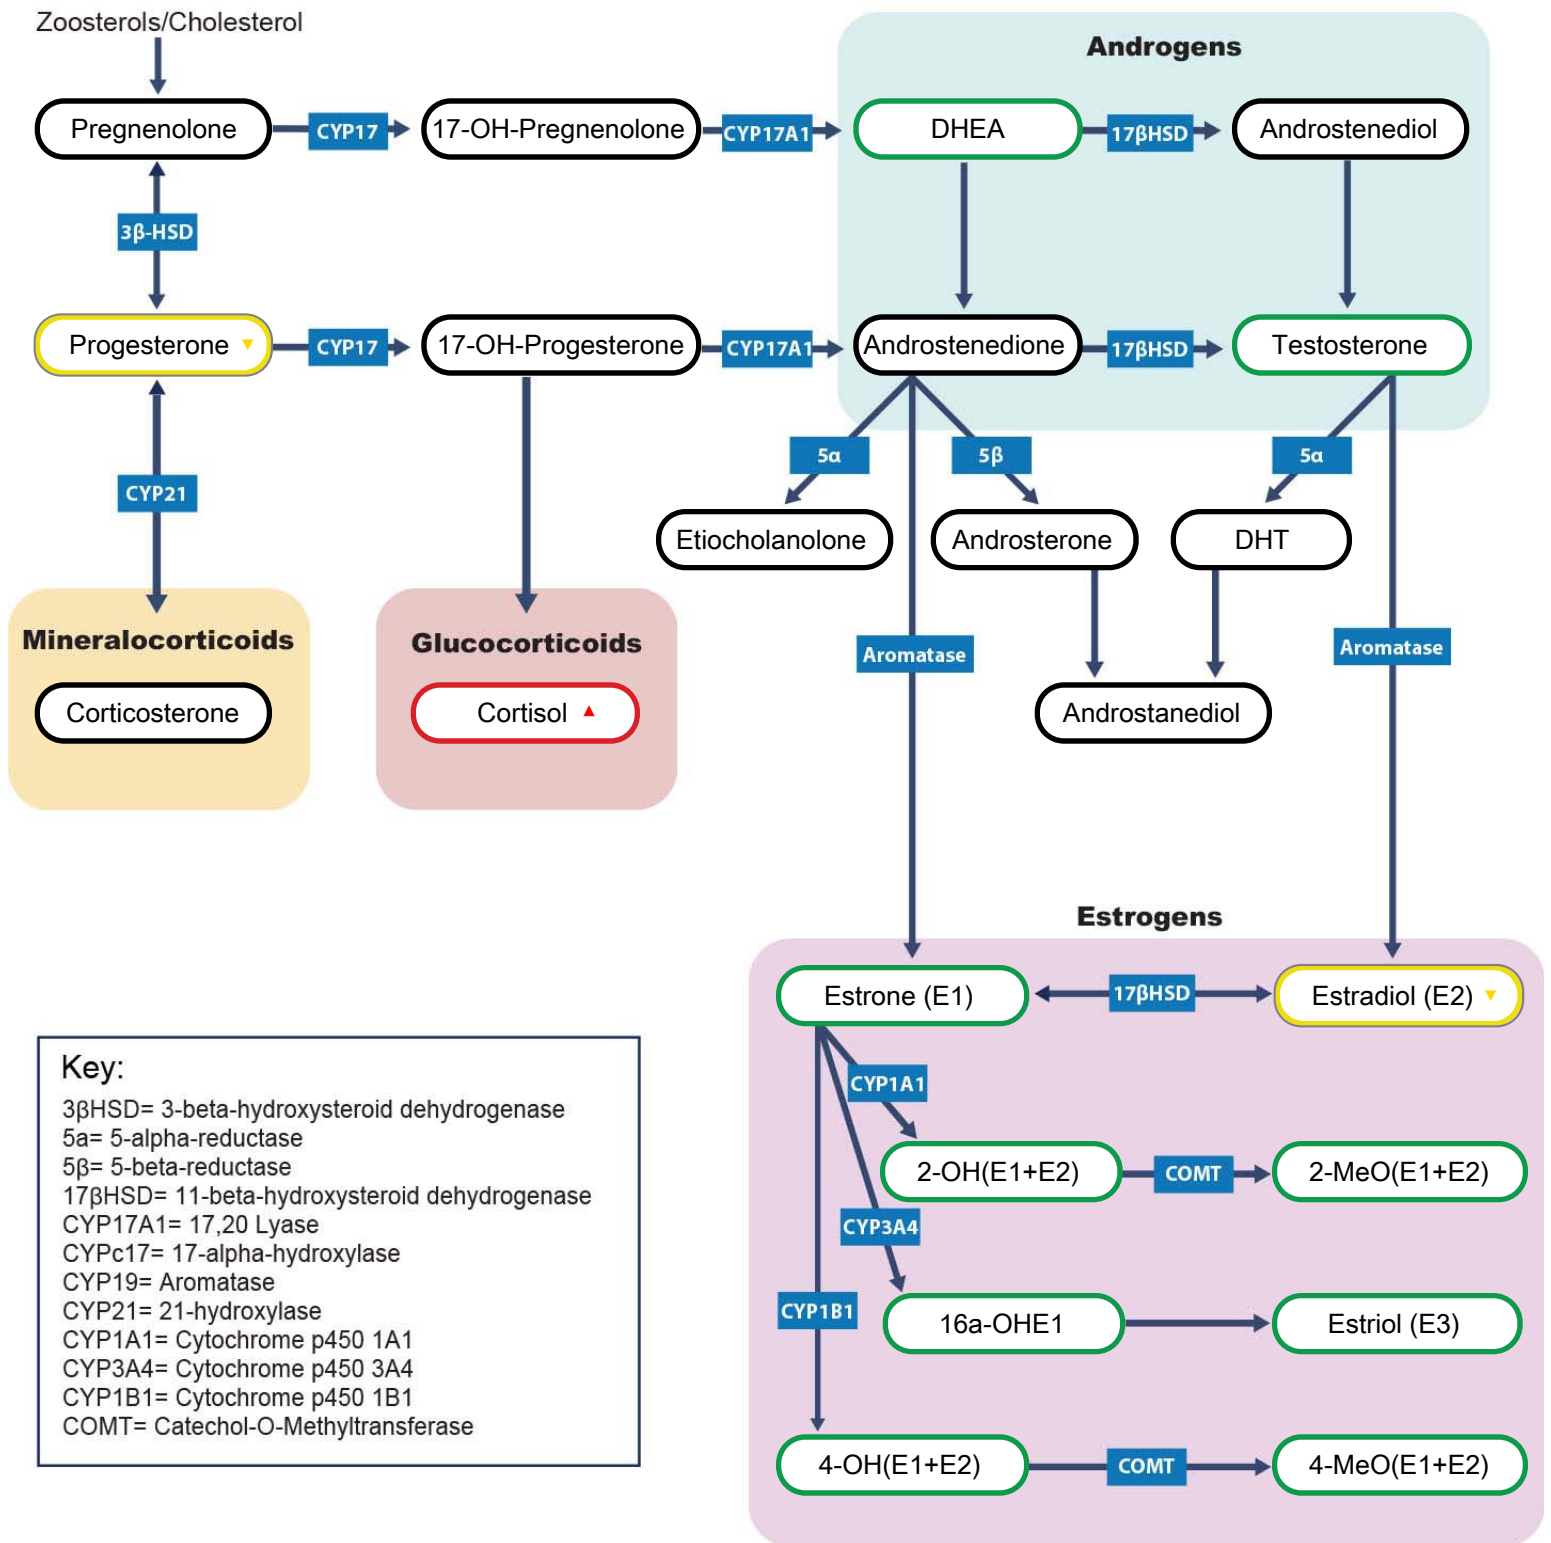 Zoosterols/Cholesterol
Androgens
Pregnenolone
CYP17
17-OH-Pregnenolone
CYP17A1
DHEA
17βHSD
Androstenediol
3β-HSD
Progesterone ▼
CYP17
17-OH-Progesterone
CYP17A1
Androstenedione
17βHSD
Testosterone
5α
5β
5α
CYP21
Etiocholanolone
Androsterone
DHT
Mineralocorticoids
Glucocorticoids
Aromatase
Aromatase
Corticosterone
Cortisol ▲
Androstanediol
Estrogens
Estrone (E1)
17βHSD
Estradiol (E2) ▼
CYP1A1
2-OH(E1+E2)
COMT
2-MeO(E1+E2)
CYP3A4
CYP1B1
16a-OHE1
Estriol (E3)
4-OH(E1+E2)
COMT
4-MeO(E1+E2)
Key:
3βHSD= 3-beta-hydroxysteroid dehydrogenase
5a= 5-alpha-reductase
5β= 5-beta-reductase
17βHSD= 11-beta-hydroxysteroid dehydrogenase
CYP17A1= 17,20 Lyase
CYPc17= 17-alpha-hydroxylase
CYP19= Aromatase
CYP21= 21-hydroxylase
CYP1A1= Cytochrome p450 1A1
CYP3A4= Cytochrome p450 3A4
CYP1B1= Cytochrome p450 1B1
COMT= Catechol-O-Methyltransferase